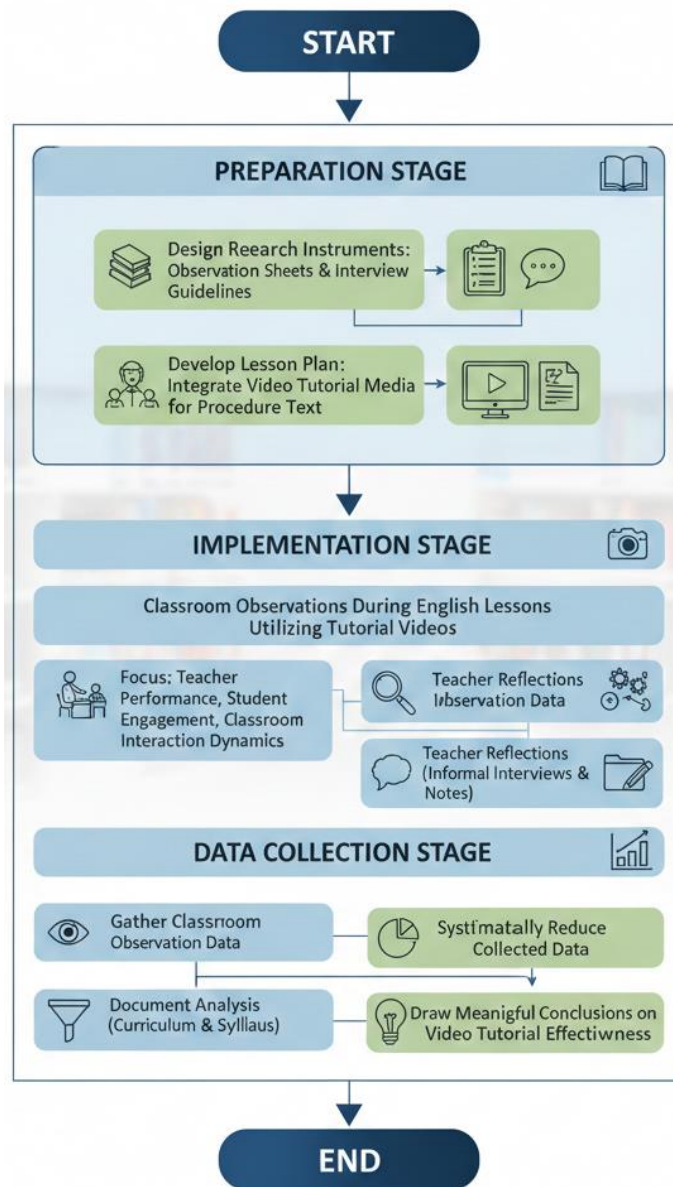 START
PREPARATION STAGE
Design Reearch Instruments:
Observation Sheets & Interview
Guidelines
Develop Lesson Plan:
Integrate Video Tutorial Media
for Procedure Text
IMPLEMENTATION STAGE
Classroom Observations During English Lessons
Utilizing Tutorial Videos
Focus: Teacher
Performance, Student
Engagement, Classroom
Interaction Dynamics
Teacher Reflections
Observation Data
Teacher Reflections
(Informal Interviews &
Notes)
DATA COLLECTION STAGE
Gather Classroom
Observation Data
Systimatally Reduce
Collected Data
Document Analysis
(Curriculum & Syllaus)
Draw Meanigful Conclusions on
Video Tutorial Effectiwness
END